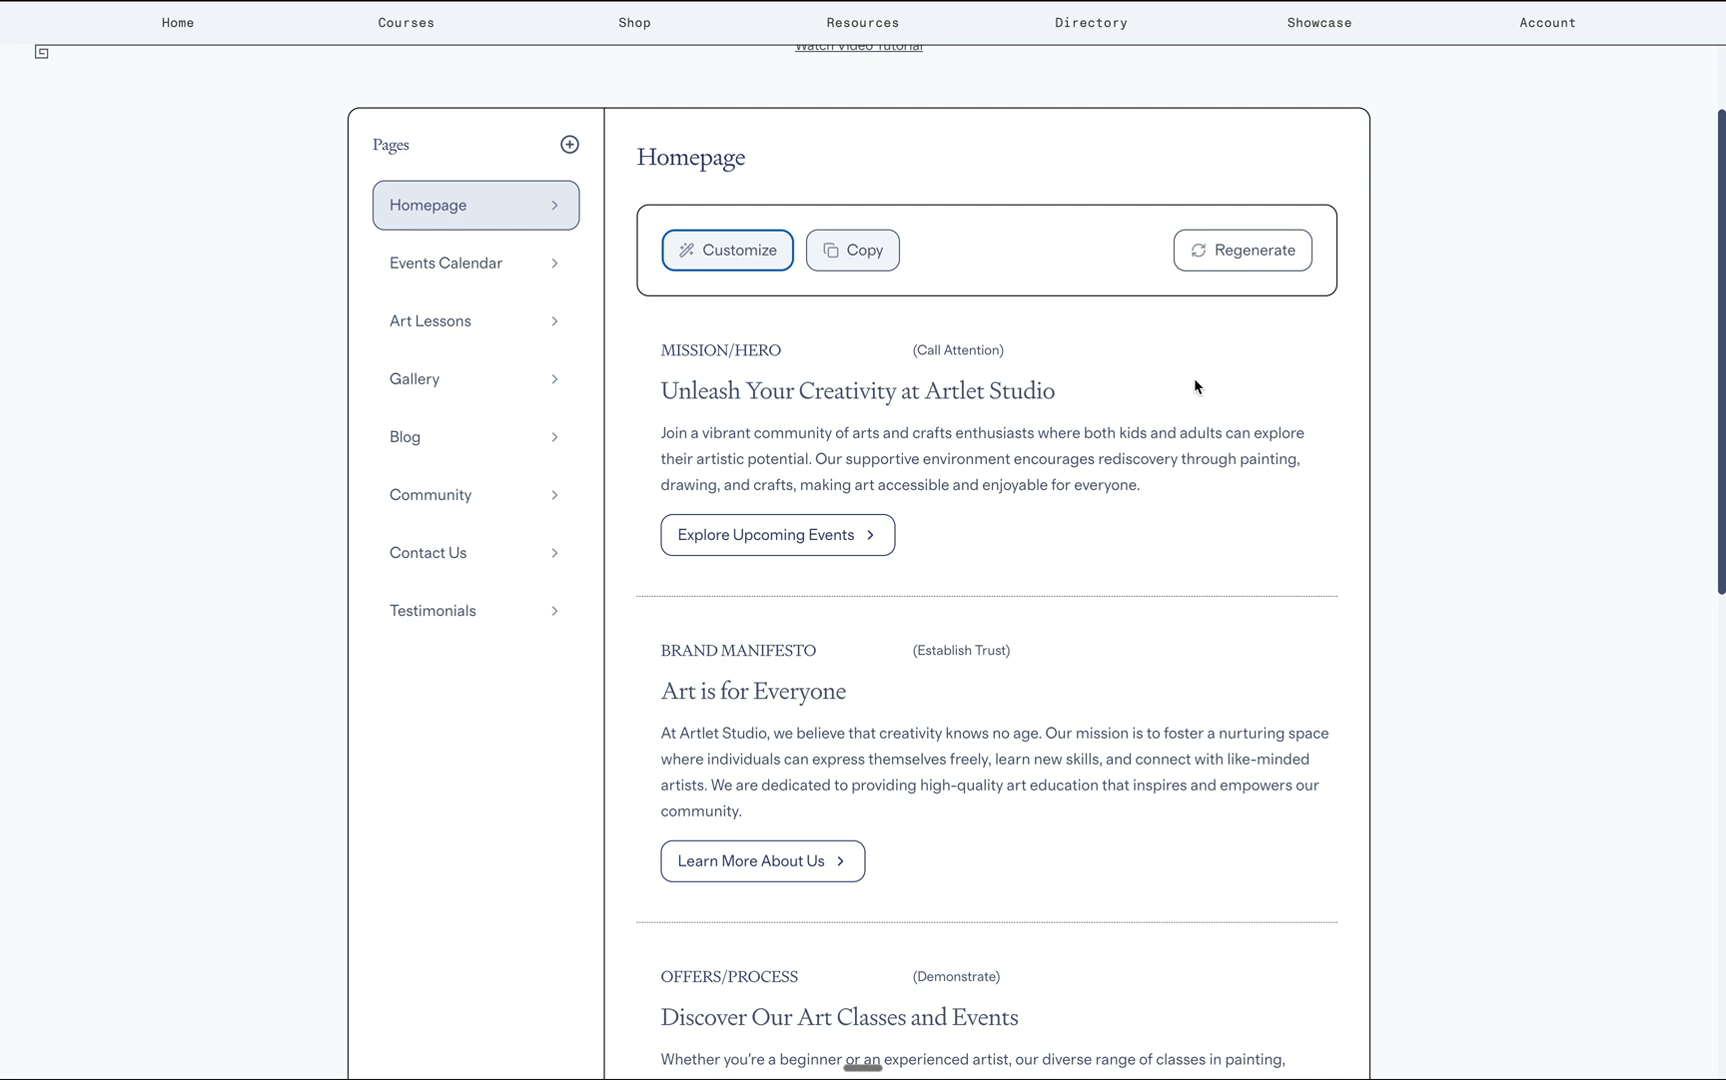 Home
Courses
Shop
Resources
Directory
Showcase
Account
Watch Video Tutorial
Pages
Homepage
Events Calendar
Art Lessons
Gallery
Blog
Community
Contact Us
Testimonials
Homepage
Customize
Copy
Regenerate
MISSION/HERO
(Call Attention)
Unleash Your Creativity at Artlet Studio
Join a vibrant community of arts and crafts enthusiasts where both kids and adults can explore
their artistic potential. Our supportive environment encourages rediscovery through painting,
drawing, and crafts, making art accessible and enjoyable for everyone.
Explore Upcoming Events
BRAND MANIFESTO
(Establish Trust)
Art is for Everyone
At Artlet Studio, we believe that creativity knows no age. Our mission is to foster a nurturing space
where individuals can express themselves freely, learn new skills, and connect with like-minded
artists. We are dedicated to providing high-quality art education that inspires and empowers our
community.
Learn More About Us
OFFERS/PROCESS
(Demonstrate)
Discover Our Art Classes and Events
Whether you're a beginner or an experienced artist, our diverse range of classes in painting,